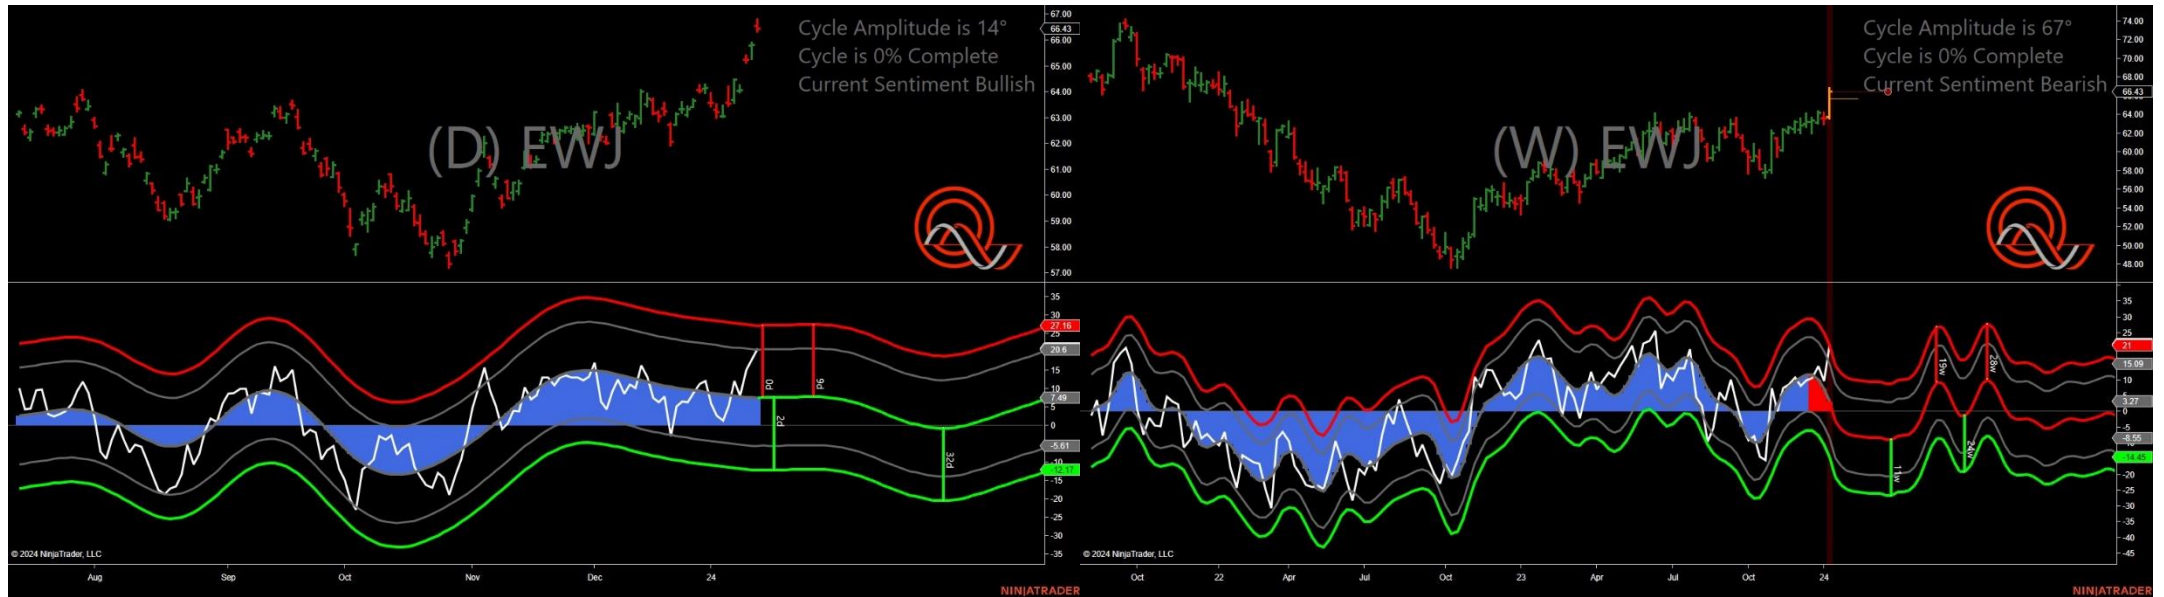 Cycle Amplitude is 14°
Cycle is 0% Complete
Current Sentiment Bullish
(D) EWJ
67.00
66.43
66.00
65.00
64.00
63.00
62.00
61.00
60.00
59.00
58.00
57.00
35
30
27.16
25
20.6
15
10
7.49
5
0
-5.61
-10
-12.17
-15
-20
-25
-30
-35
0d
9d
2d
32d
© 2024 NinjaTrader, LLC
Aug
Sep
Oct
Nov
Dec
24
NINJATRADER
Cycle Amplitude is 67°
Cycle is 0% Complete
Current Sentiment Bearish
(W) EWJ
74.00
72.00
70.00
68.00
66.43
64.00
62.00
60.00
58.00
56.00
54.00
52.00
50.00
48.00
35
30
25
21
15.09
10
5
3.27
0
-5
-8.55
-14.45
-20
-25
-30
-35
-40
-45
19w
28w
11w
24w
© 2024 NinjaTrader, LLC
Oct
22
Apr
Jul
Oct
23
Apr
Jul
Oct
24
NINJATRADER